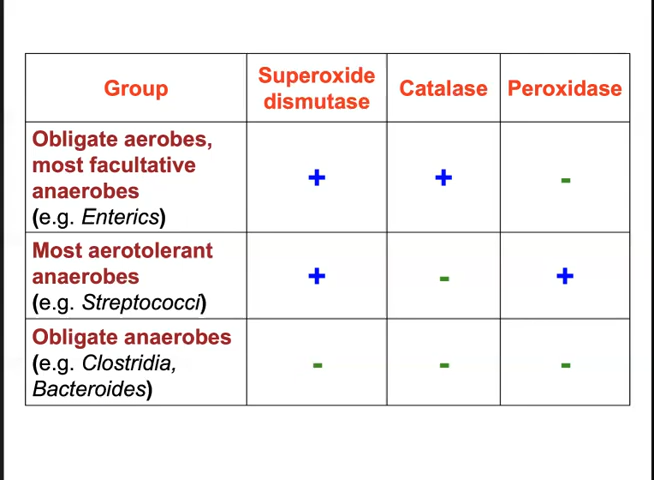 Group
Superoxide
dismutase
Catalase
Peroxidase
Obligate aerobes,
most facultative
anaerobes
(e.g. Enterics)
+
+
-
Most aerotolerant
anaerobes
(e.g. Streptococci)
+
-
+
Obligate anaerobes
(e.g. Clostridia,
Bacteroides)
-
-
-